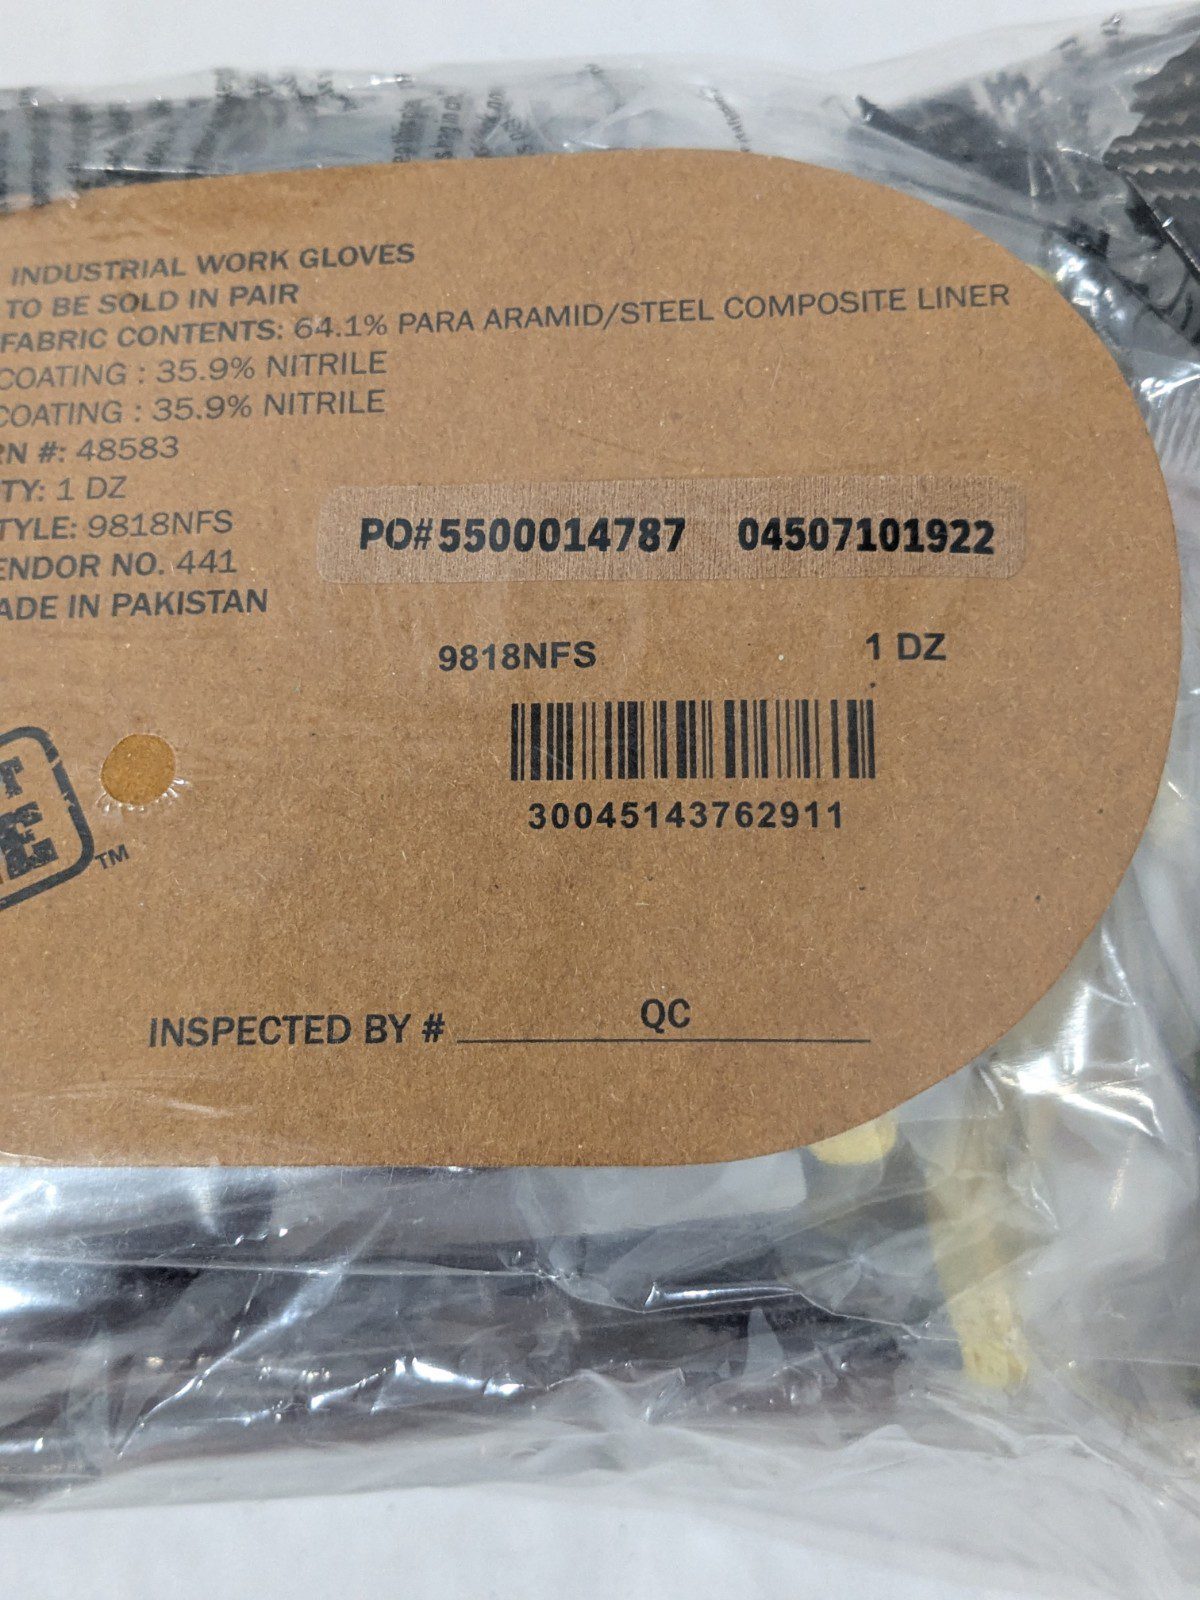 INDUSTRIAL WORK GLOVES
TO BE SOLD IN PAIR
FABRIC CONTENTS: 64.1% PARA ARAMID/STEEL COMPOSITE LINER
COATING : 35.9% NITRILE
COATING : 35.9% NITRILE
RN #: 48583
TY: 1 DZ
TYLE: 9818NFS
ENDOR NO. 441
ADE IN PAKISTAN
PO#5500014787 04507101922
9818NFS 1 DZ
30045143762911
TM
INSPECTED BY # QC